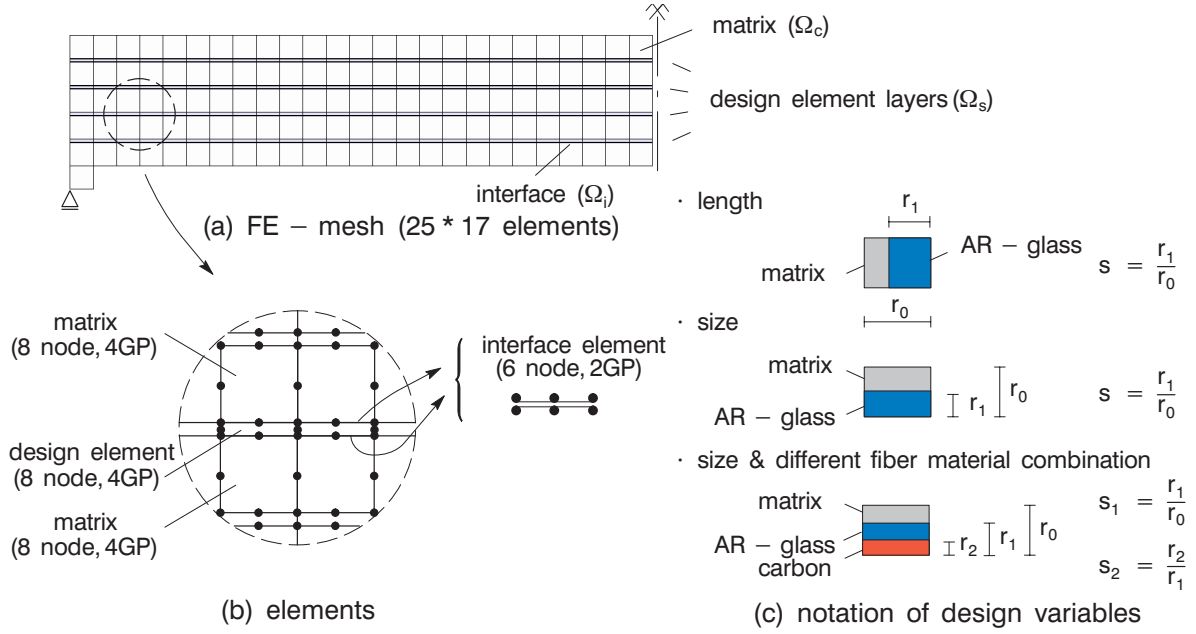 matrix (Ωc)
design element layers (Ωs)
interface (Ωi)
(a) FE − mesh (25 * 17 elements)
matrix
(8 node, 4GP)
design element
(8 node, 4GP)
matrix
(8 node, 4GP)
interface element
(6 node, 2GP)
(b) elements
· length
r1
AR − glass
matrix
s = r1/r0
r0
· size
matrix
AR − glass
r1
r0
s = r1/r0
· size & different fiber material combination
matrix
AR − glass
carbon
r2
r1
r0
s1 = r1/r0
s2 = r2/r1
(c) notation of design variables